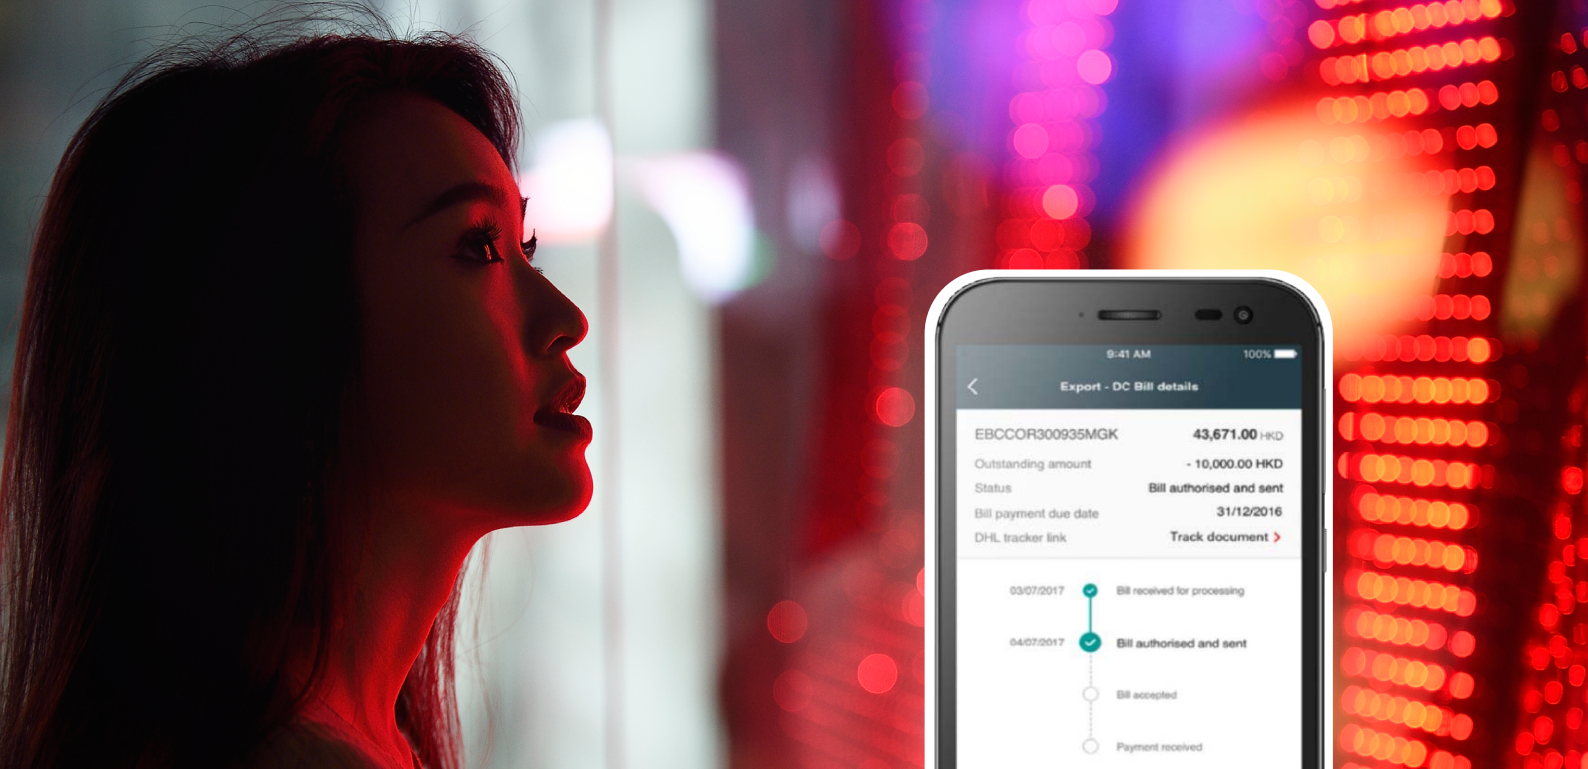 9:41 AM 100%
Export - DC Bill details
EBCCOR300935MGK 43,671.00 HKD
Outstanding amount - 10,000.00 HKD
Status Bill authorised and sent
Bill payment due date 31/12/2016
DHL tracker link Track document
03/07/2017 Bill received for processing
04/07/2017 Bill authorised and sent
Bill accepted
Payment received